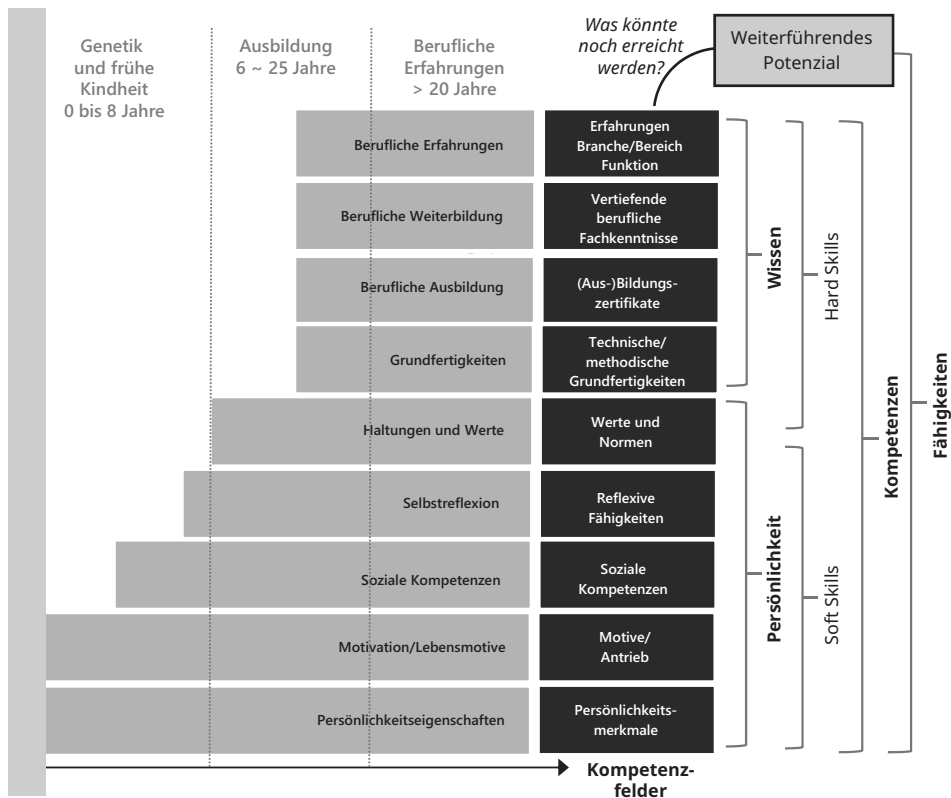 Genetik
und frühe
Kindheit
0 bis 8 Jahre
Ausbildung
6 ~ 25 Jahre
Berufliche
Erfahrungen
> 20 Jahre
Was könnte
noch erreicht
werden?
Weiterführendes
Potenzial
Berufliche Erfahrungen
Erfahrungen
Branche/Bereich
Funktion
Berufliche Weiterbildung
Vertiefende
berufliche
Fachkenntnisse
Berufliche Ausbildung
(Aus-)Bildungs-
zertifikate
Grundfertigkeiten
Technische/
methodische
Grundfertigkeiten
Haltungen und Werte
Werte und
Normen
Selbstreflexion
Reflexive
Fähigkeiten
Soziale Kompetenzen
Soziale
Kompetenzen
Motivation/Lebensmotive
Motive/
Antrieb
Persönlichkeitseigenschaften
Persönlichkeits-
merkmale
Wissen
Persönlichkeit
Hard Skills
Soft Skills
Kompetenzen
Fähigkeiten
Kompetenz-
felder